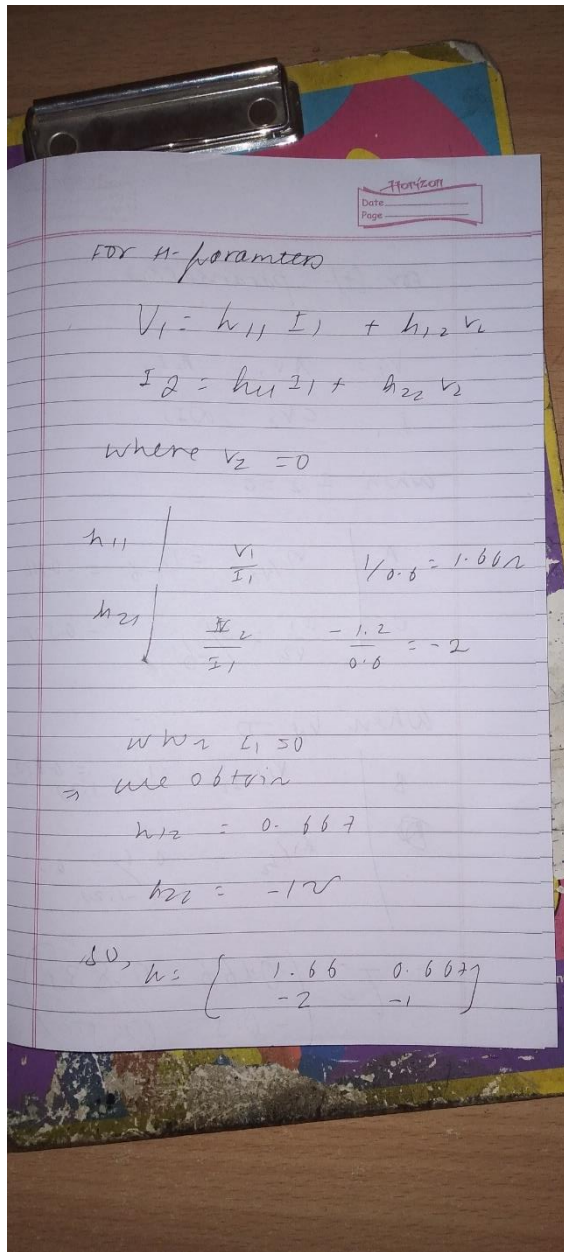 Horizon
Date
Page
For H-paramters
V1 = h11 I1 + h12 V2
I2 = h21 I1 + h22 V2
where V2 = 0
h11 | V1/I1 1/0.6 = 1.66Ω
h21 | I2/I1 -1.2/0.6 = -2
when I1 = 0
⇒ we obtain
h12 = 0.667
h22 = -1℧
So, h = [ 1.66 0.667
-2 -1 ]